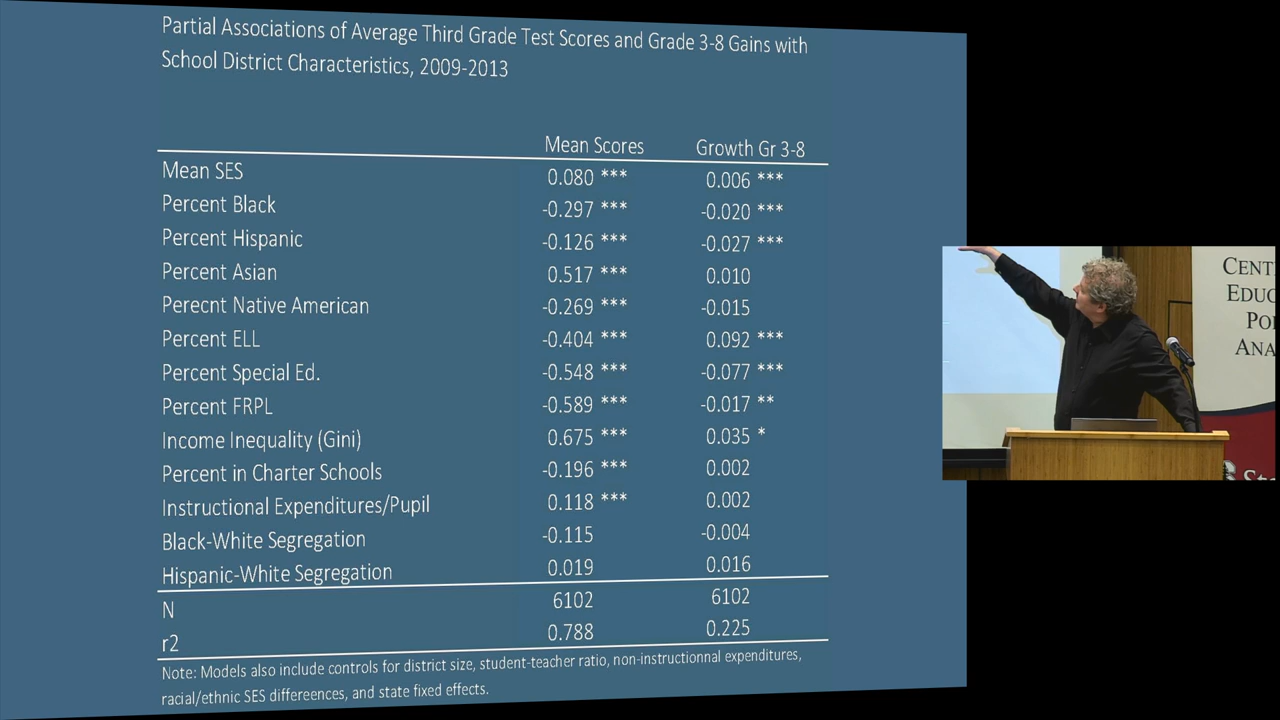 Partial Associations of Average Third Grade Test Scores and Grade 3-8 Gains with
School District Characteristics, 2009-2013
Mean Scores Growth Gr 3-8
Mean SES 0.080 *** 0.006 ***
Percent Black -0.297 *** -0.020 ***
Percent Hispanic -0.126 *** -0.027 ***
Percent Asian 0.517 *** 0.010
Perecnt Native American -0.269 *** -0.015
Percent ELL -0.404 *** 0.092 ***
Percent Special Ed. -0.548 *** -0.077 ***
Percent FRPL -0.589 *** -0.017 **
Income Inequality (Gini) 0.675 *** 0.035 *
Percent in Charter Schools -0.196 *** 0.002
Instructional Expenditures/Pupil 0.118 *** 0.002
Black-White Segregation -0.115 -0.004
Hispanic-White Segregation 0.019 0.016
N 6102 6102
r2 0.788 0.225
Note: Models also include controls for district size, student-teacher ratio, non-instructionnal expenditures,
racial/ethnic SES differeences, and state fixed effects.
CENT
EDUC
PO
ANA